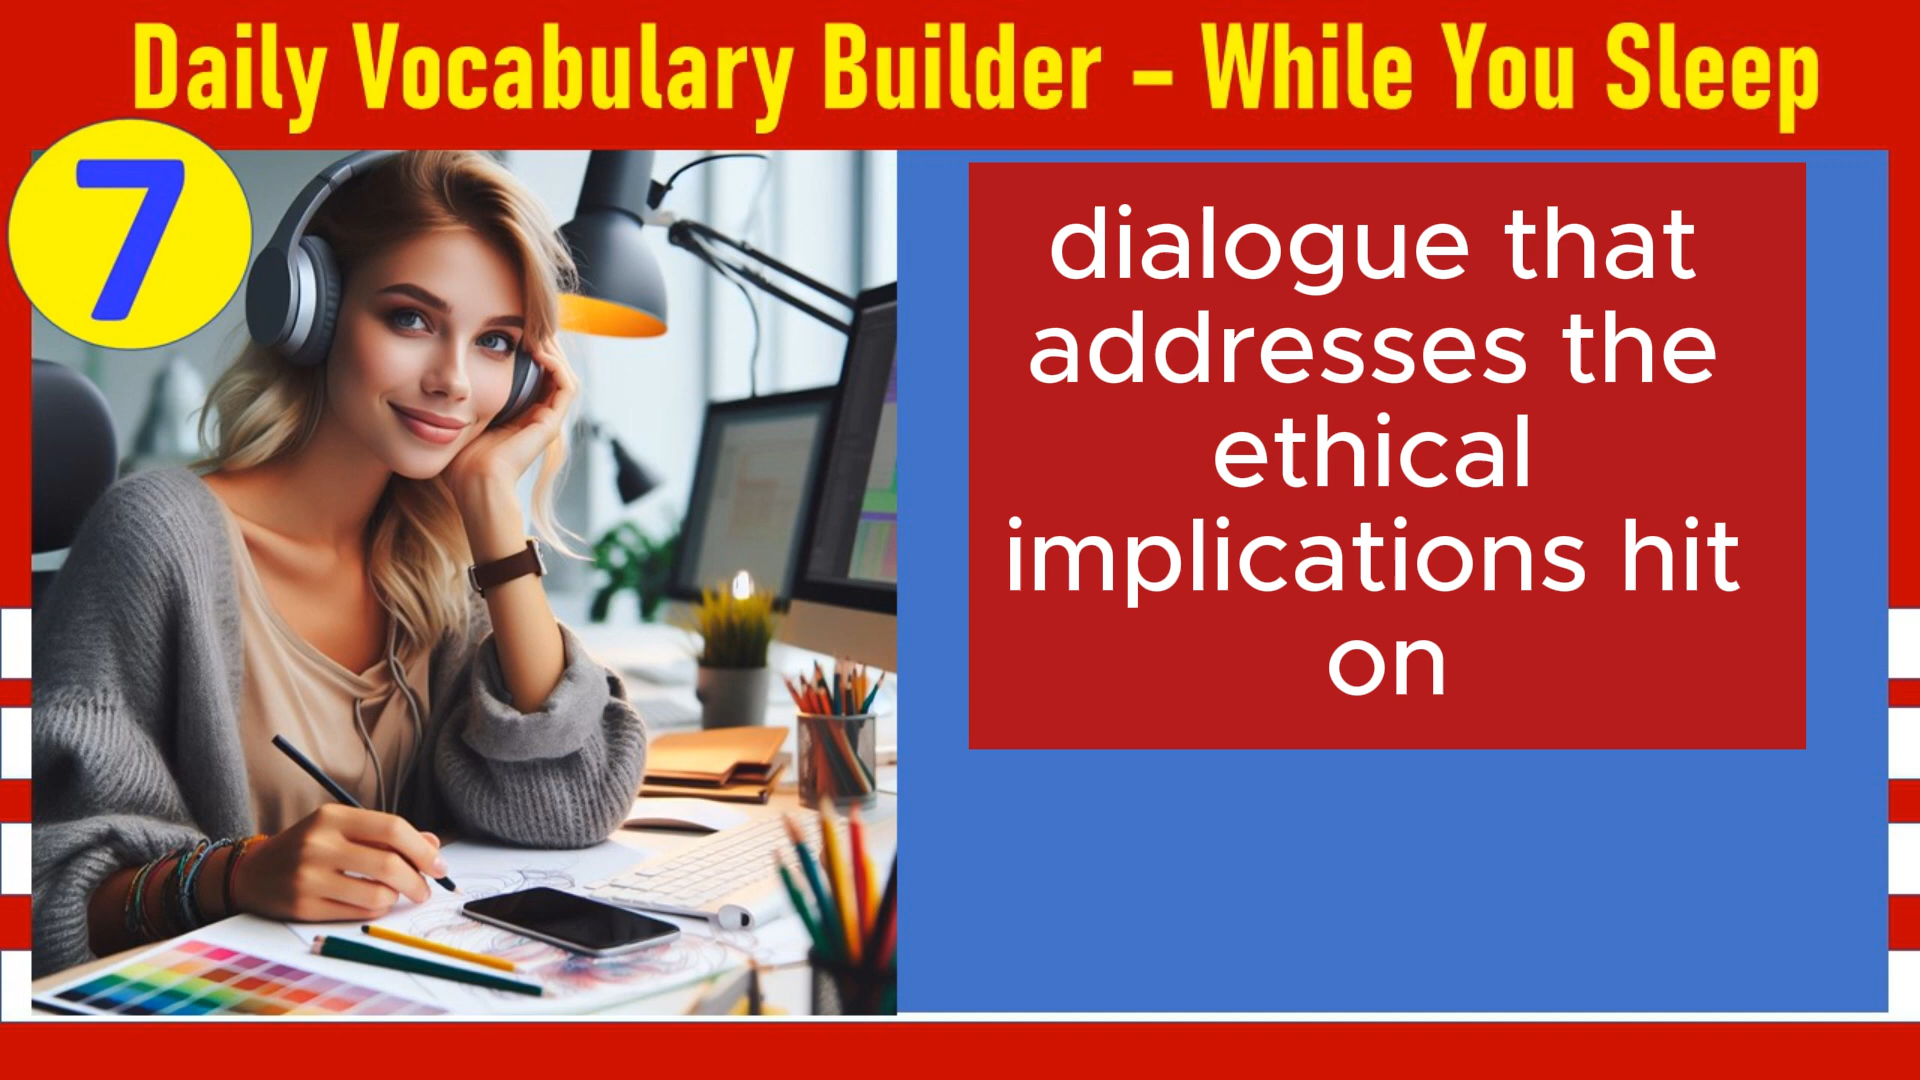 Daily Vocabulary Builder – While You Sleep
7
dialogue that
addresses the
ethical
implications hit
on